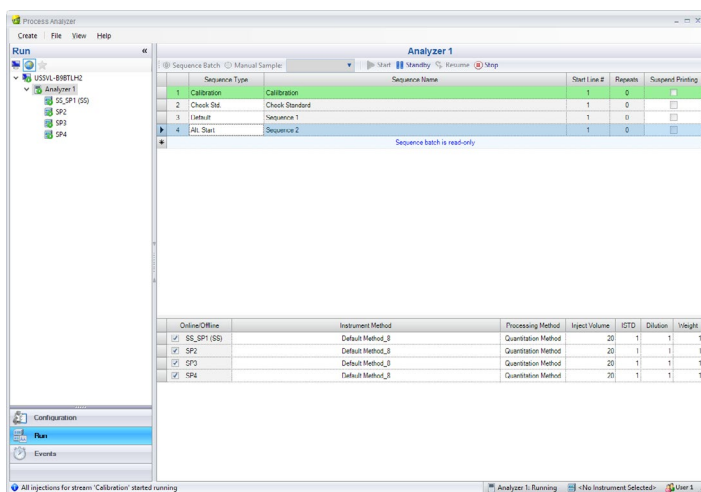 Process Analyzer
Create File View Help
Run «
USSVL-B9BTLH2
Analyzer 1
SS_SP1 (SS)
SP2
SP3
SP4
Configuration
Run
Events
Analyzer 1
Sequence Batch Manual Sample: Start Standby Resume Stop
Sequence Type Sequence Name Start Line # Repeats Suspend Printing
1 Calibration Calibration 1 0
2 Check Std. Check Standard 1 0
3 Default Sequence 1 1 0
4 Alt. Start Sequence 2 1 0
Sequence batch is read-only
Online/Offline Instrument Method Processing Method Inject Volume ISTD Dilution Weight
SS_SP1 (SS) Default Method_8 Quantitation Method 20 1 1 1
SP2 Default Method_8 Quantitation Method 20 1 1 1
SP3 Default Method_8 Quantitation Method 20 1 1 1
SP4 Default Method_8 Quantitation Method 20 1 1 1
All injections for stream 'Calibration' started running Analyzer 1: Running <No Instrument Selected> User 1